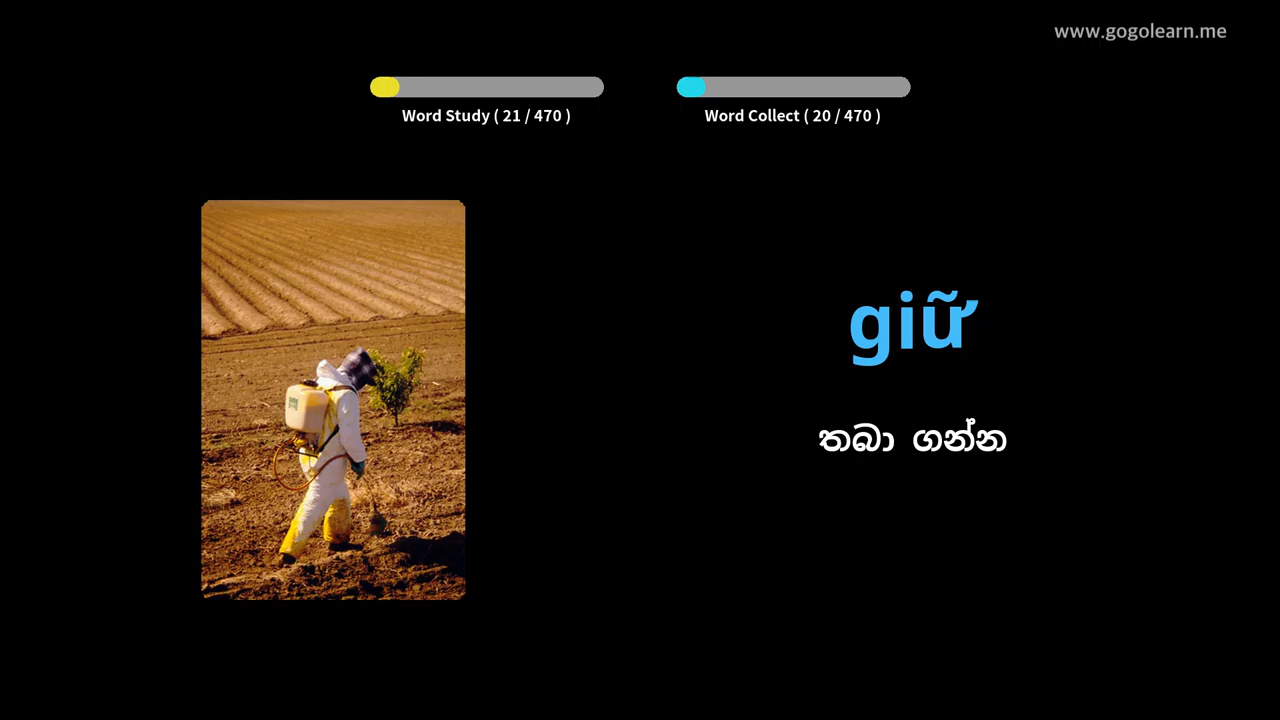 www.gogolearn.me
Word Study ( 21 / 470 )
Word Collect ( 20 / 470 )
giữ
තබා ගන්න